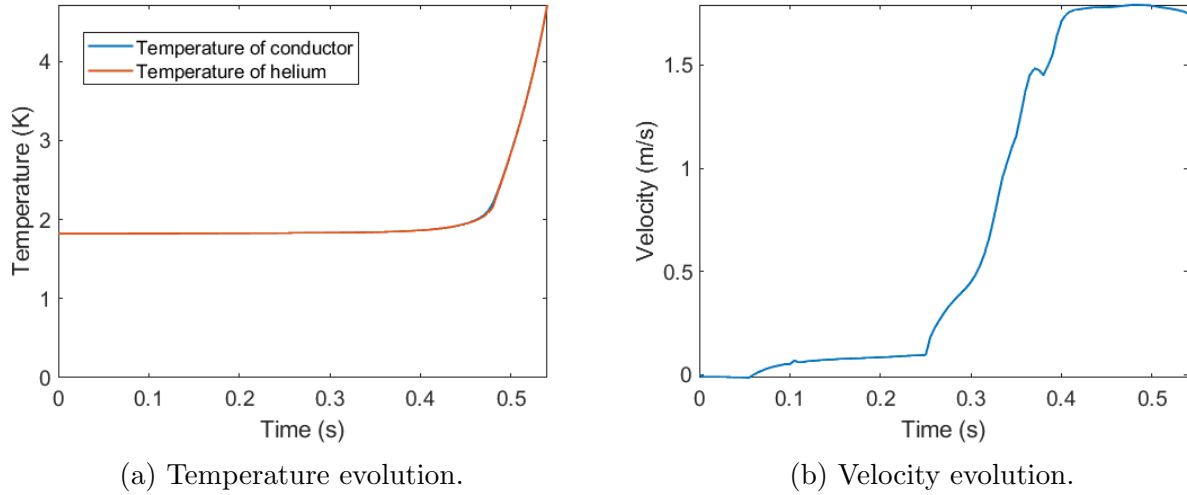 Temperature (K)
4
3
2
1
0
Temperature of conductor
Temperature of helium
0 0.1 0.2 0.3 0.4 0.5
Time (s)
(a) Temperature evolution.
Velocity (m/s)
1.5
1
0.5
0
0 0.1 0.2 0.3 0.4 0.5
Time (s)
(b) Velocity evolution.